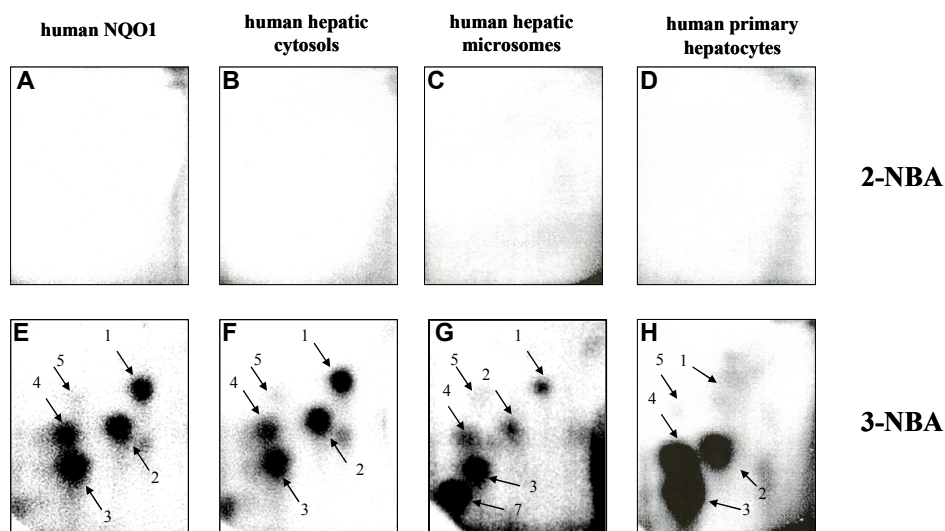 human NQO1
human hepatic
cytosols
human hepatic
microsomes
human primary
hepatocytes
A
B
C
D
2-NBA
E
1
5
4
2
3
F
1
5
4
2
3
G
1
5
2
4
3
7
H
5
1
4
2
3
3-NBA